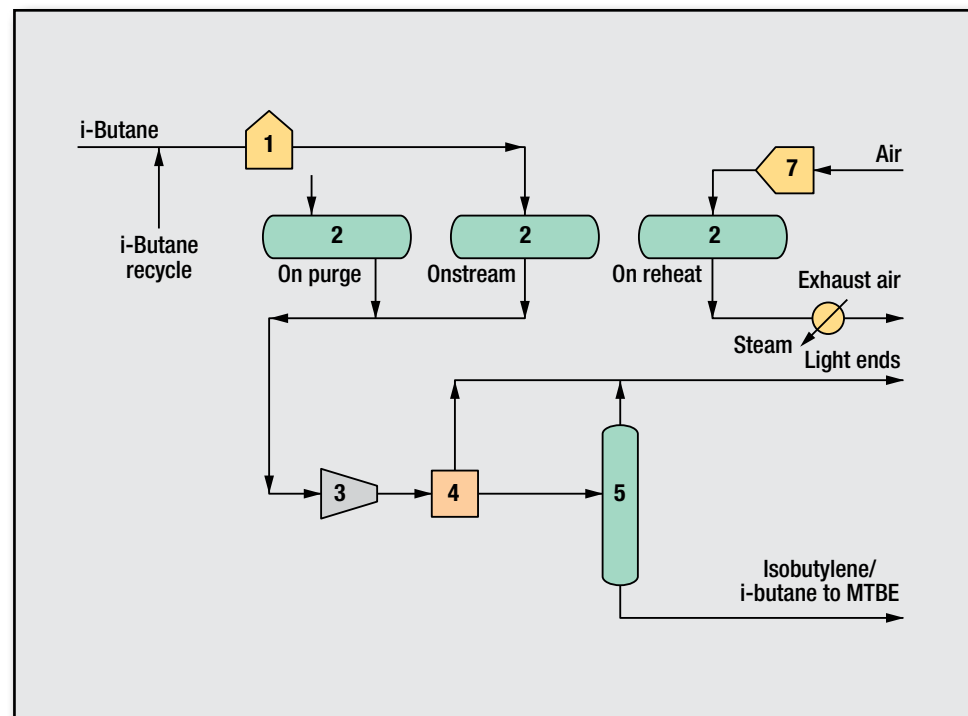 i-Butane
1
7
Air
i-Butane
recycle
2
2
2
On purge
Onstream
On reheat
Exhaust air
Steam
Light ends
3
4
5
Isobutylene/
i-butane to MTBE